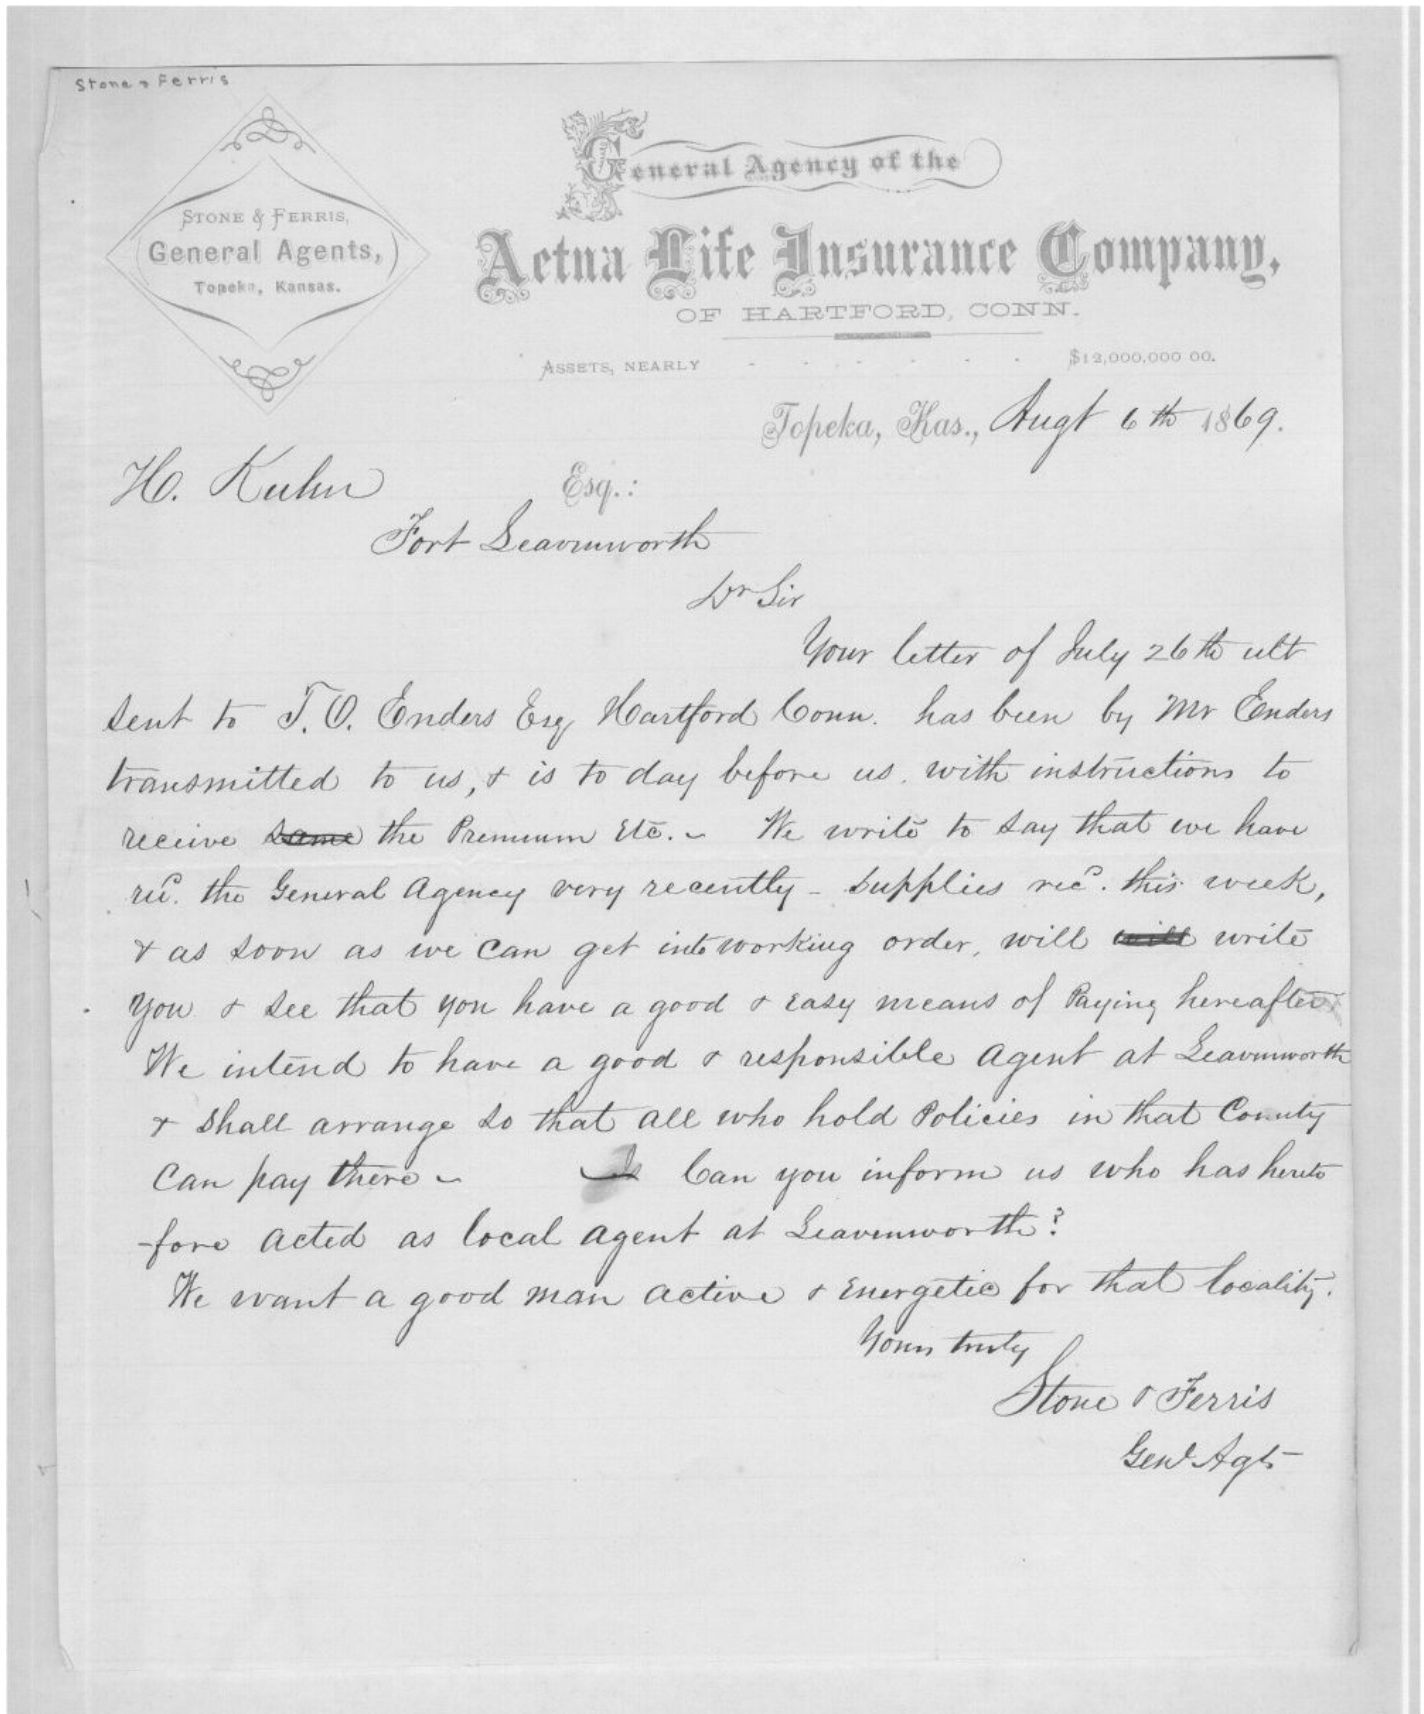 Stone & Ferris
STONE & FERRIS,
General Agents,
Topeka, Kansas.
General Agency of the
Aetna Life Insurance Company,
OF HARTFORD, CONN.
ASSETS, NEARLY - - - - - - $12,000,000 00.
Topeka, Kas., Augt 6th 1869.
H. Kuhn Esq.:
Fort Leavenworth
Dr Sir
Your letter of July 26th ult
sent to T. O. Enders Esq Hartford Conn. has been by Mr Enders
transmitted to us, & is to day before us. with instructions to
receive same the Premium Etc. - We write to say that we have
recd. the General Agency very recently - supplies recd. this week,
& as soon as we can get into working order, will will write
you & see that you have a good & easy means of Paying hereafter
We intend to have a good & responsible Agent at Leavenworth
& shall arrange so that all who hold Policies in that County
can pay there - Is Can you inform us who has hereto
-fore acted as local agent at Leavenworth?
We want a good man active & Energetic for that locality.
Yours truly
Stone & Ferris
Genl Agts